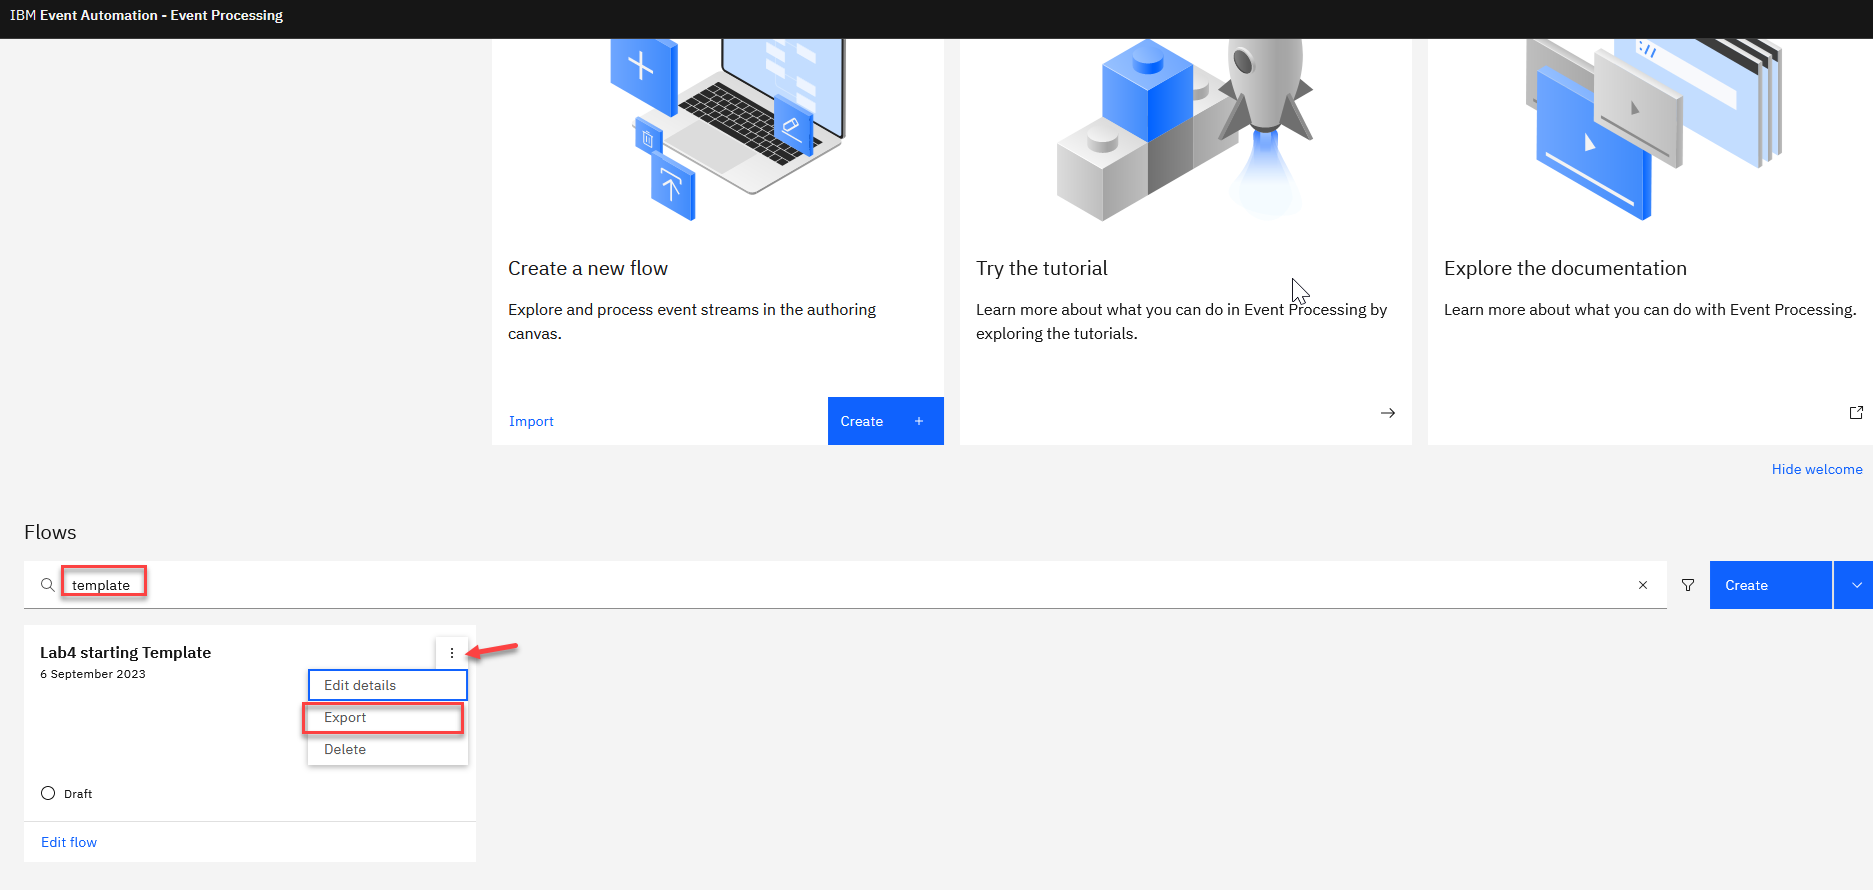 IBM Event Automation - Event Processing
Create a new flow
Explore and process event streams in the authoring
canvas.
Import
Create
Try the tutorial
Learn more about what you can do in Event Processing by
exploring the tutorials.
Explore the documentation
Learn more about what you can do with Event Processing.
Hide welcome
Flows
template
Create
Lab4 starting Template
6 September 2023
Edit details
Export
Delete
Draft
Edit flow